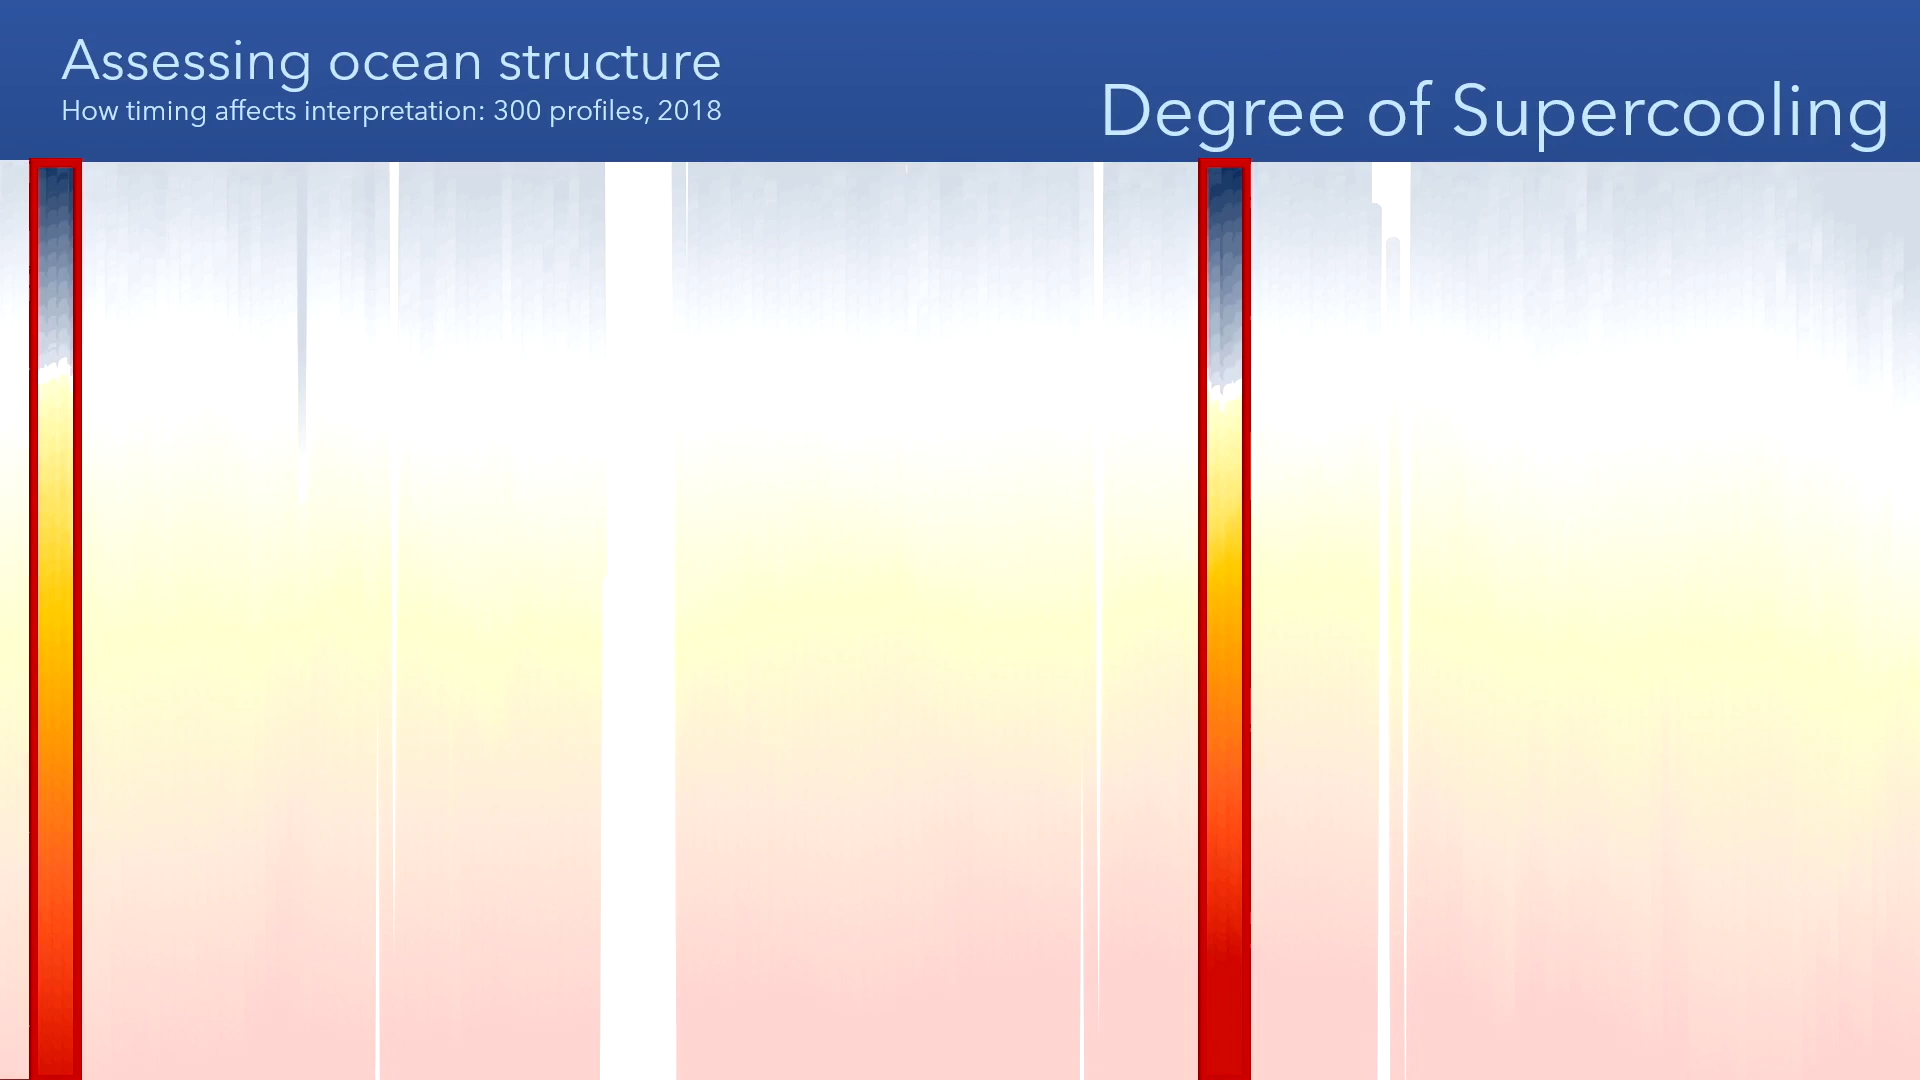 Assessing ocean structure
How timing affects interpretation: 300 profiles, 2018
Degree of Supercooling